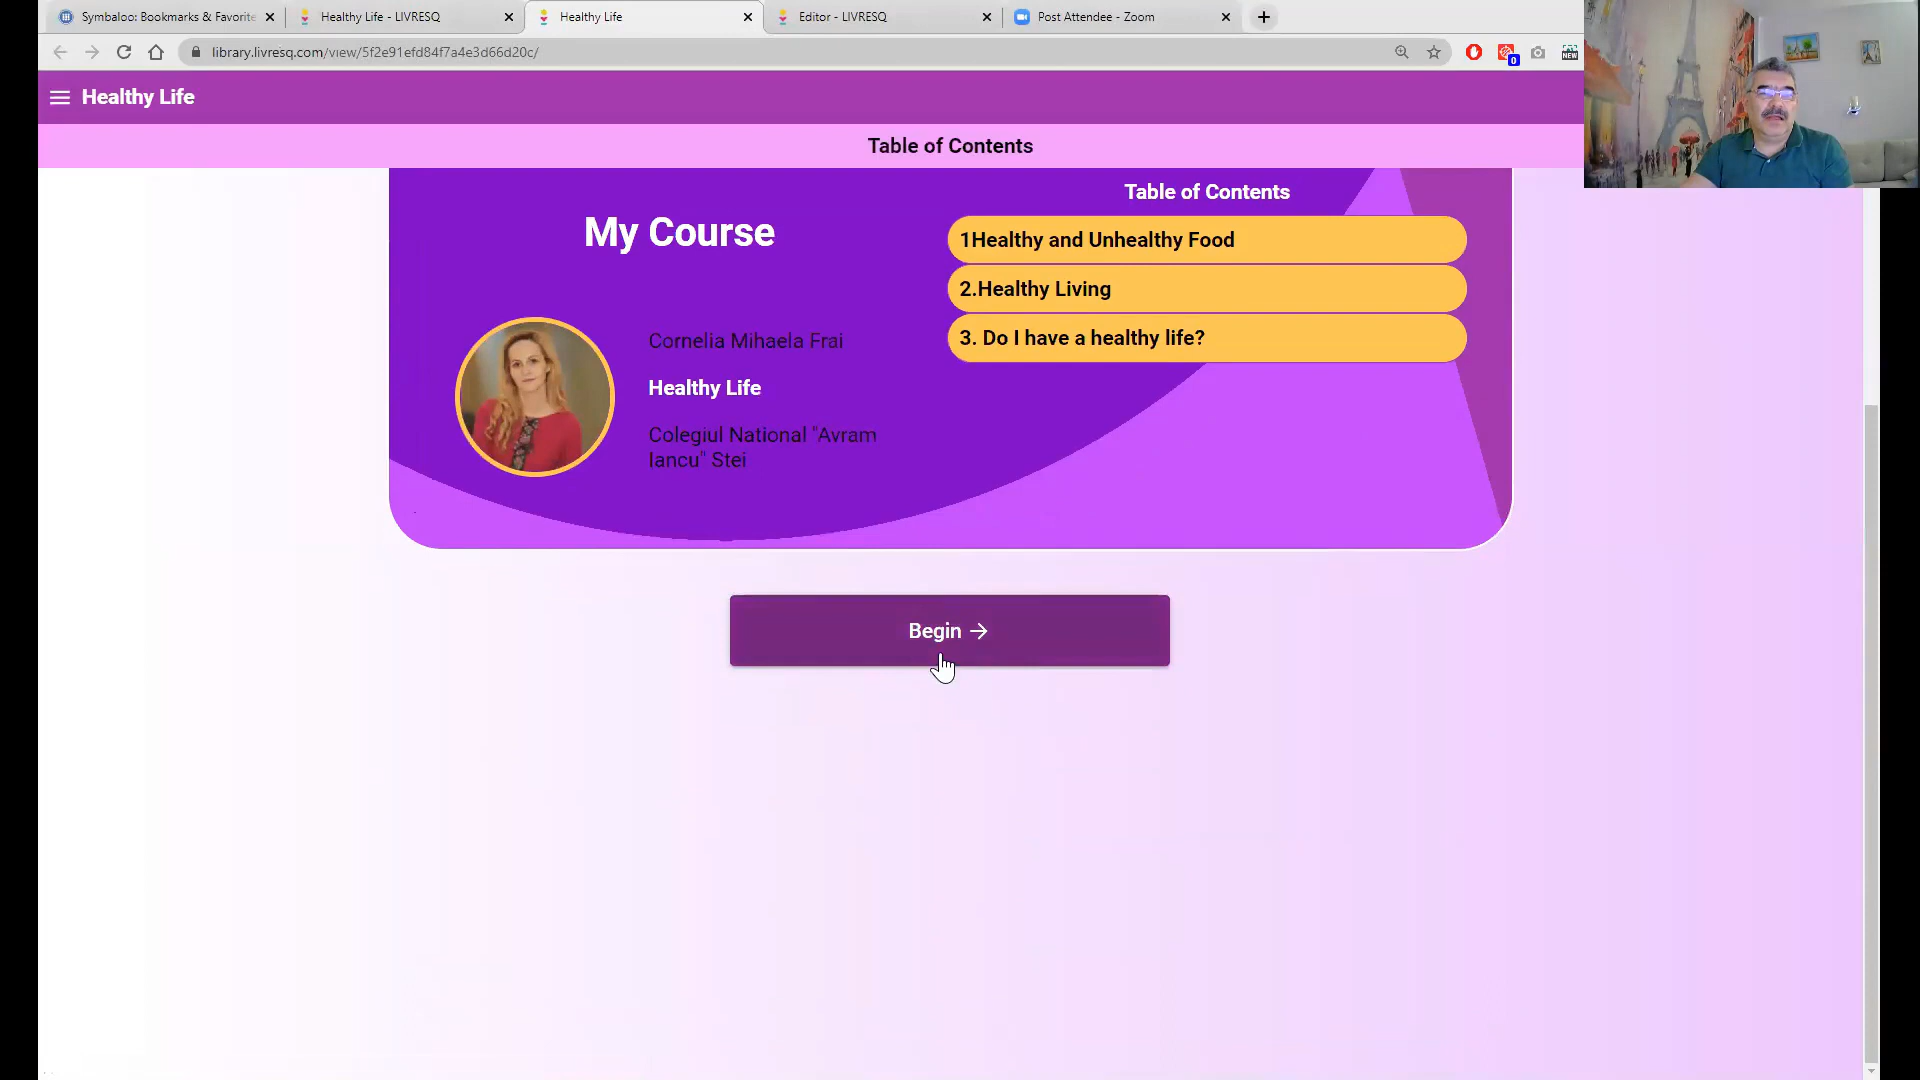 Symbaloo: Bookmarks & Favorite
Healthy Life - LIVRESQ
Healthy Life
Editor - LIVRESQ
Post Attendee - Zoom
library.livresq.com/view/5f2e91efd84f7a4e3d66d20c/
0
NEW
Healthy Life
Table of Contents
My Course
Cornelia Mihaela Frai
Healthy Life
Colegiul National "Avram
Iancu" Stei
Table of Contents
1Healthy and Unhealthy Food
2.Healthy Living
3. Do I have a healthy life?
Begin →